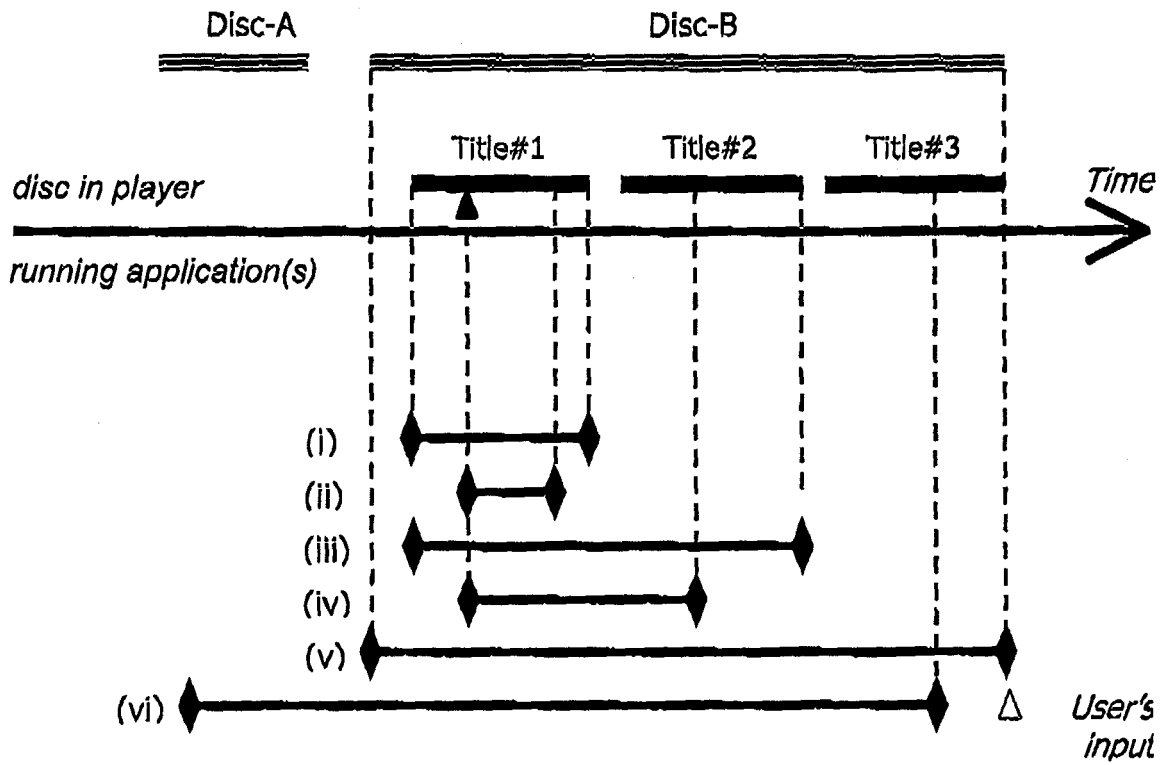 Disc-A
Disc-B
Title#1
Title#2
Title#3
disc in player
Time
running application(s)
(i)
(ii)
(iii)
(iv)
(v)
(vi)
User's
input